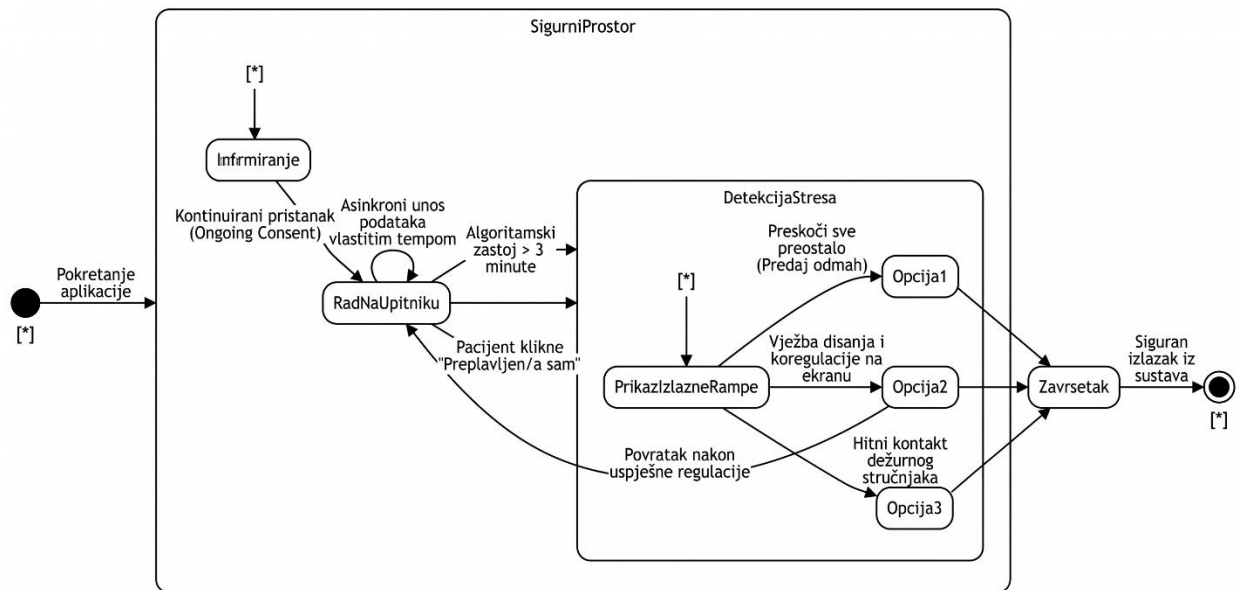 SigurniProstor
[*]
Infrmiranje
Kontinuirani pristanak
(Ongoing Consent)
Asinkroni unos
podataka
vlastitim tempom
Algoritamski
zastoj > 3
minute
Pokretanje
aplikacije
[*]
RadNaUpitniku
Pacijent klikne
"Preplavljen/a sam"
DetekcijaStresa
[*]
Preskoči sve
preostalo
(Predaj odmah)
Opcija1
PrikazIzlazneRampe
Vježba disanja i
koregulacije na
ekranu
Opcija2
Povratak nakon
uspješne regulacije
Hitni kontakt
dežurnog
stručnjaka
Opcija3
Zavrsetak
Siguran
izlazak iz
sustava
[*]